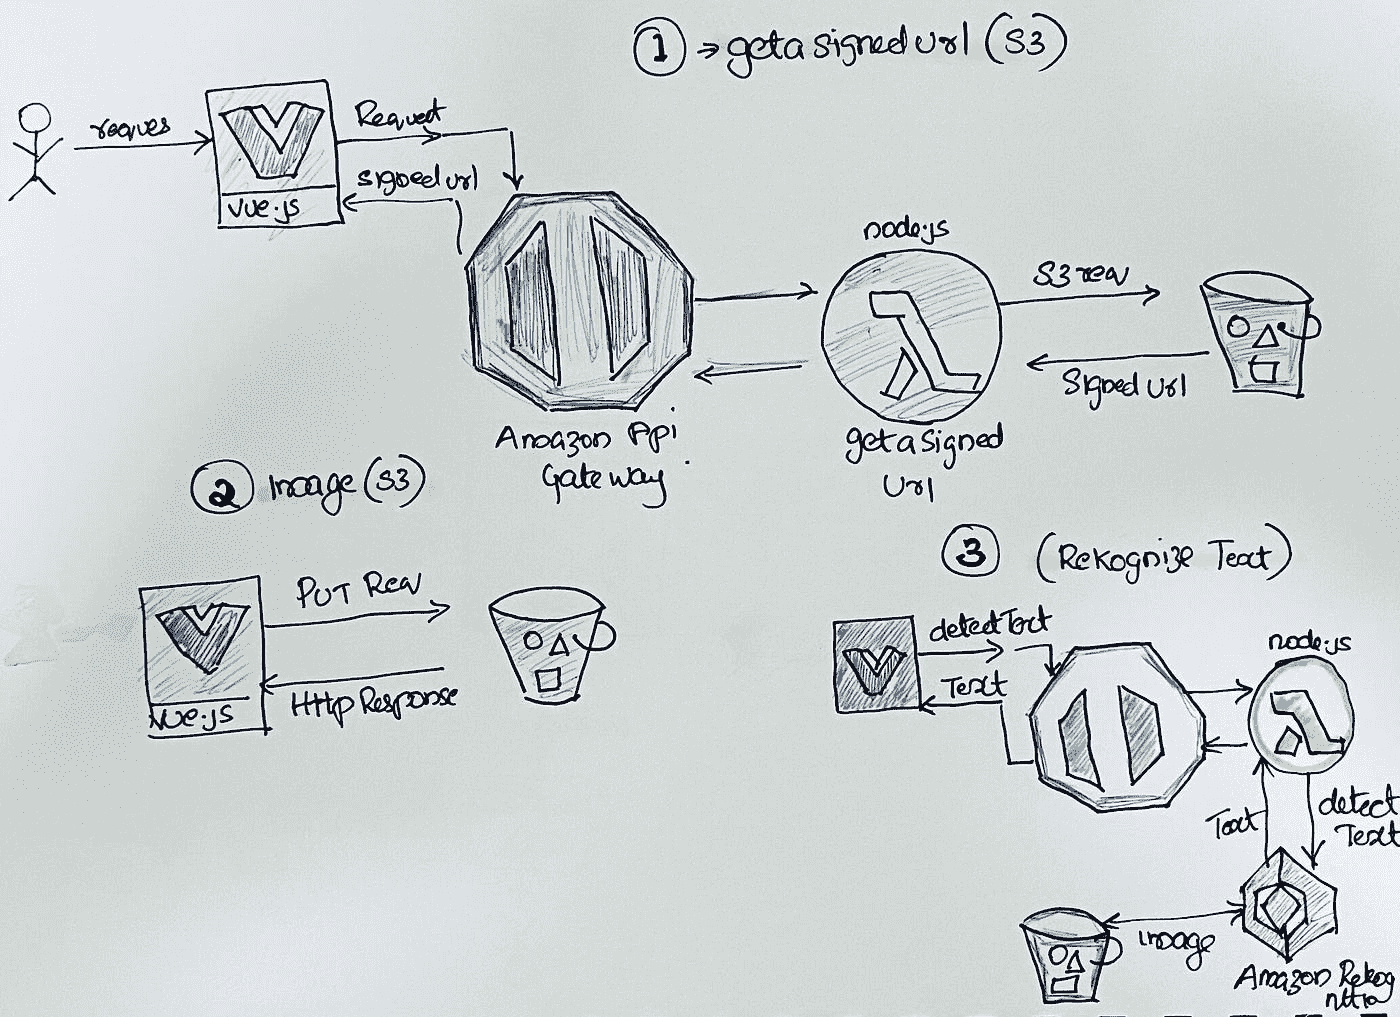 1 → get a signed url (S3)
reques
Request
signed url
vue.js
node.js
S3 req
Signed Url
Amazon Api
Gateway
get a Signed
Url
2 Image (S3)
PUT Req
Http Response
vue.js
3 (Rekognize Text)
detect Text
Text
node.js
Text
detect
Text
image
Amazon Rekog
nitio